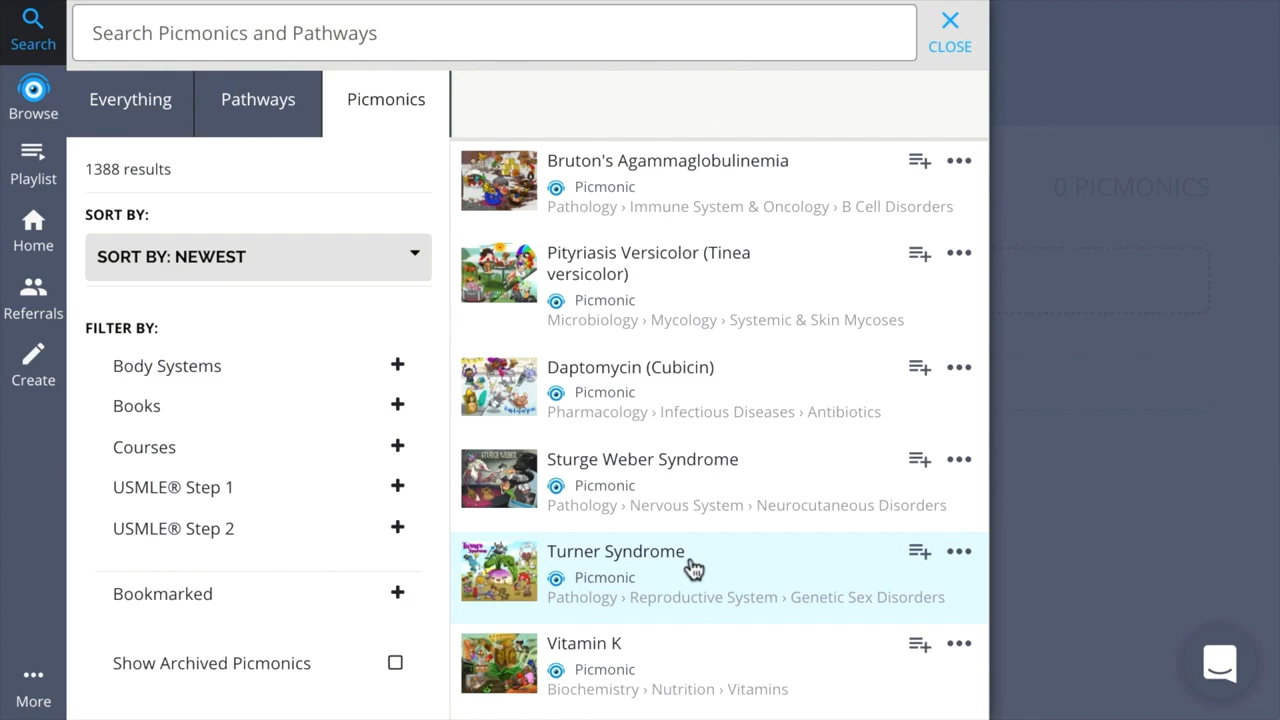 Search
Search Picmonics and Pathways
CLOSE
Browse
Playlist
Home
Referrals
Create
More
Everything
Pathways
Picmonics
1388 results
SORT BY:
SORT BY: NEWEST
FILTER BY:
Body Systems
Books
Courses
USMLE® Step 1
USMLE® Step 2
Bookmarked
Show Archived Picmonics
Bruton's Agammaglobulinemia
Picmonic
Pathology › Immune System & Oncology › B Cell Disorders
Pityriasis Versicolor (Tinea
versicolor)
Picmonic
Microbiology › Mycology › Systemic & Skin Mycoses
Daptomycin (Cubicin)
Picmonic
Pharmacology › Infectious Diseases › Antibiotics
Sturge Weber Syndrome
Picmonic
Pathology › Nervous System › Neurocutaneous Disorders
Turner Syndrome
Picmonic
Pathology › Reproductive System › Genetic Sex Disorders
Vitamin K
Picmonic
Biochemistry › Nutrition › Vitamins
0 PICMONICS